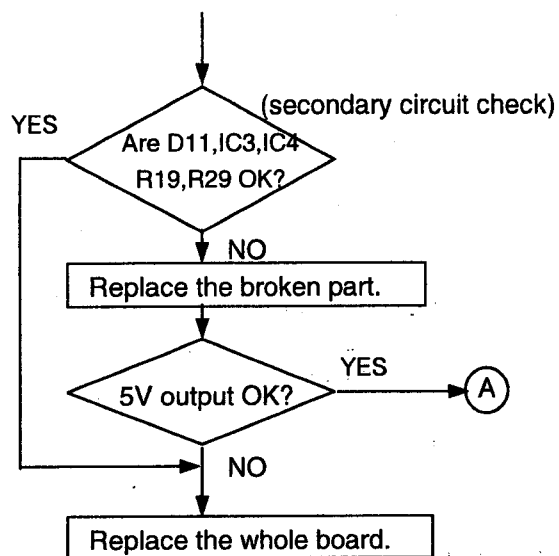 (secondary circuit check)
YES
Are D11,IC3,IC4
R19,R29 OK?
NO
Replace the broken part.
YES
5V output OK?
A
NO
Replace the whole board.